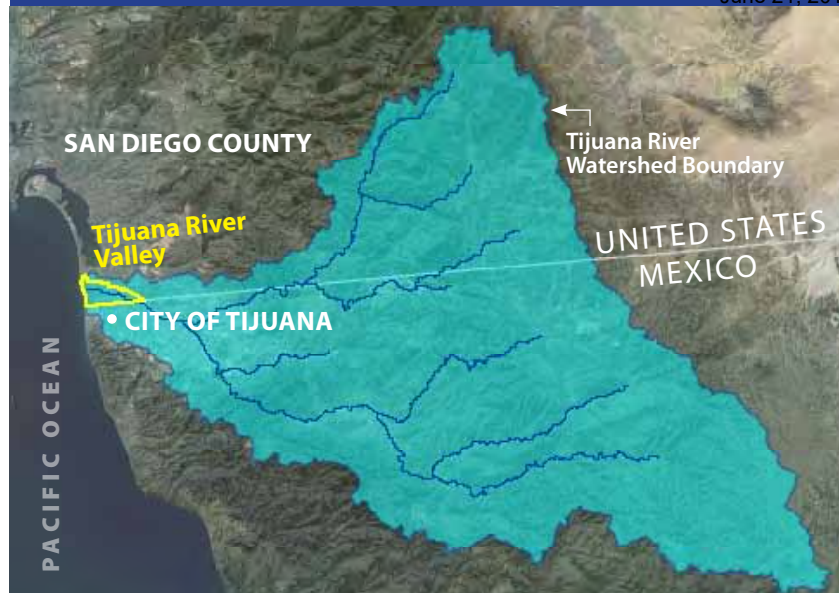 SAN DIEGO COUNTY
Tijuana River
Watershed Boundary
Tijuana River
Valley
UNITED STATES
MEXICO
• CITY OF TIJUANA
PACIFIC OCEAN